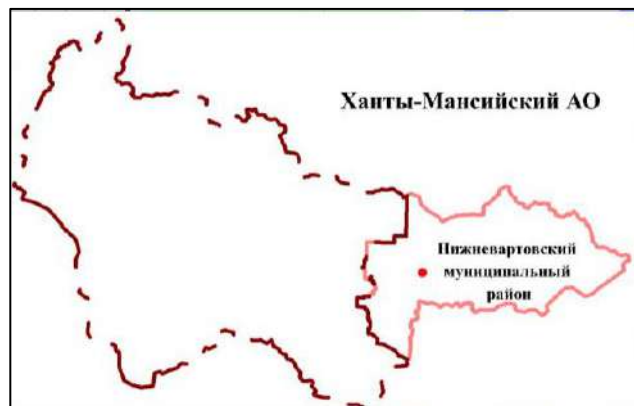 Ханты-Мансийский АО
Нижневартовский
муниципальный
район